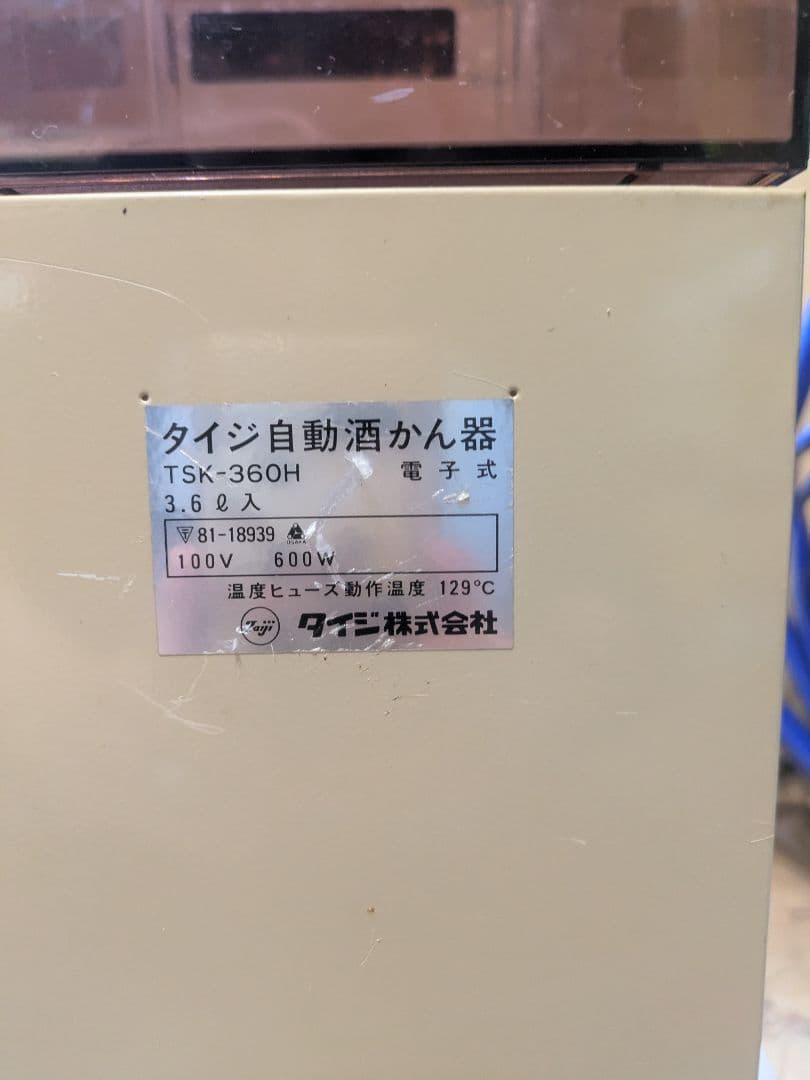 タイジ自動酒かん器
TSK-360H 電子式
3.6ℓ入
〒81-18939 OSAKA
100V 600W
温度ヒューズ動作温度 129℃
Taiji タイジ株式会社